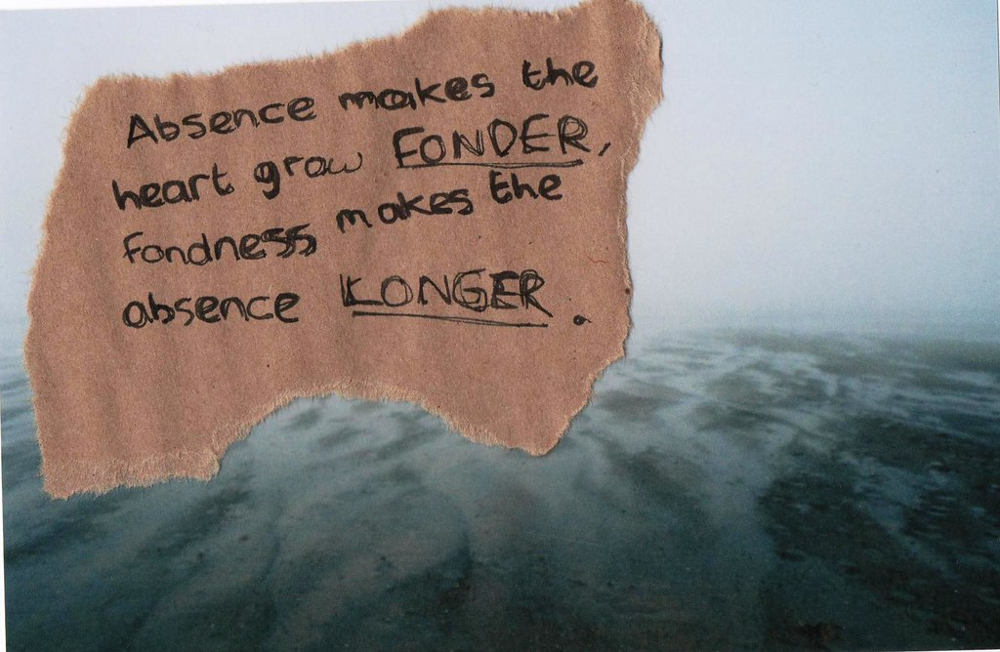 Absence makes the
heart grow FONDER,
fondness makes the
absence LONGER.